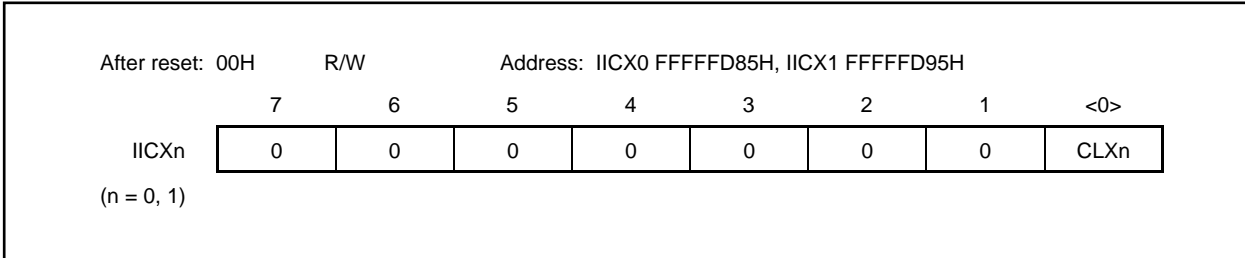 After reset: 00H R/W Address: IICX0 FFFFFD85H, IICX1 FFFFFD95H
7 6 5 4 3 2 1 <0>
IICXn 0 0 0 0 0 0 0 CLXn
(n = 0, 1)